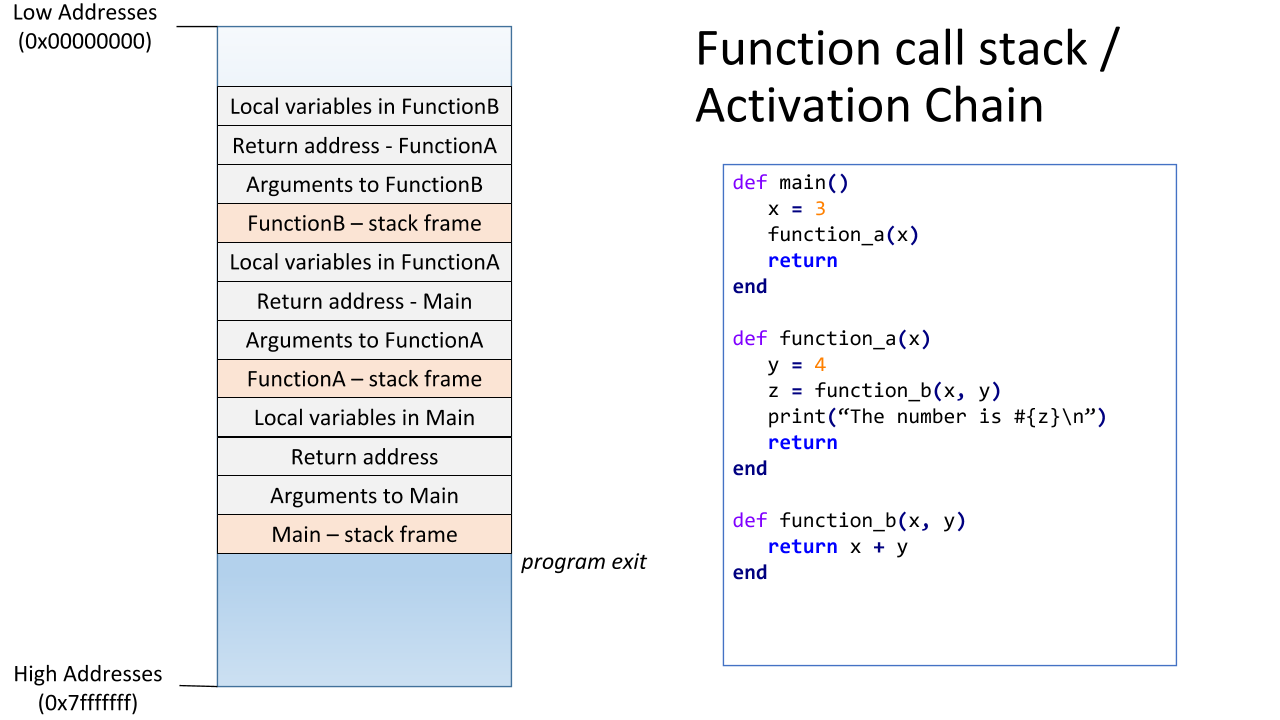 Low Addresses
(0x00000000)
Local variables in FunctionB
Return address - FunctionA
Arguments to FunctionB
FunctionB – stack frame
Local variables in FunctionA
Return address - Main
Arguments to FunctionA
FunctionA – stack frame
Local variables in Main
Return address
Arguments to Main
Main – stack frame
program exit
High Addresses
(0x7fffffff)
Function call stack /
Activation Chain
def main()
   x = 3
   function_a(x)
   return
end
def function_a(x)
   y = 4
   z = function_b(x, y)
   print(“The number is #{z}\n”)
   return
end
def function_b(x, y)
   return x + y
end